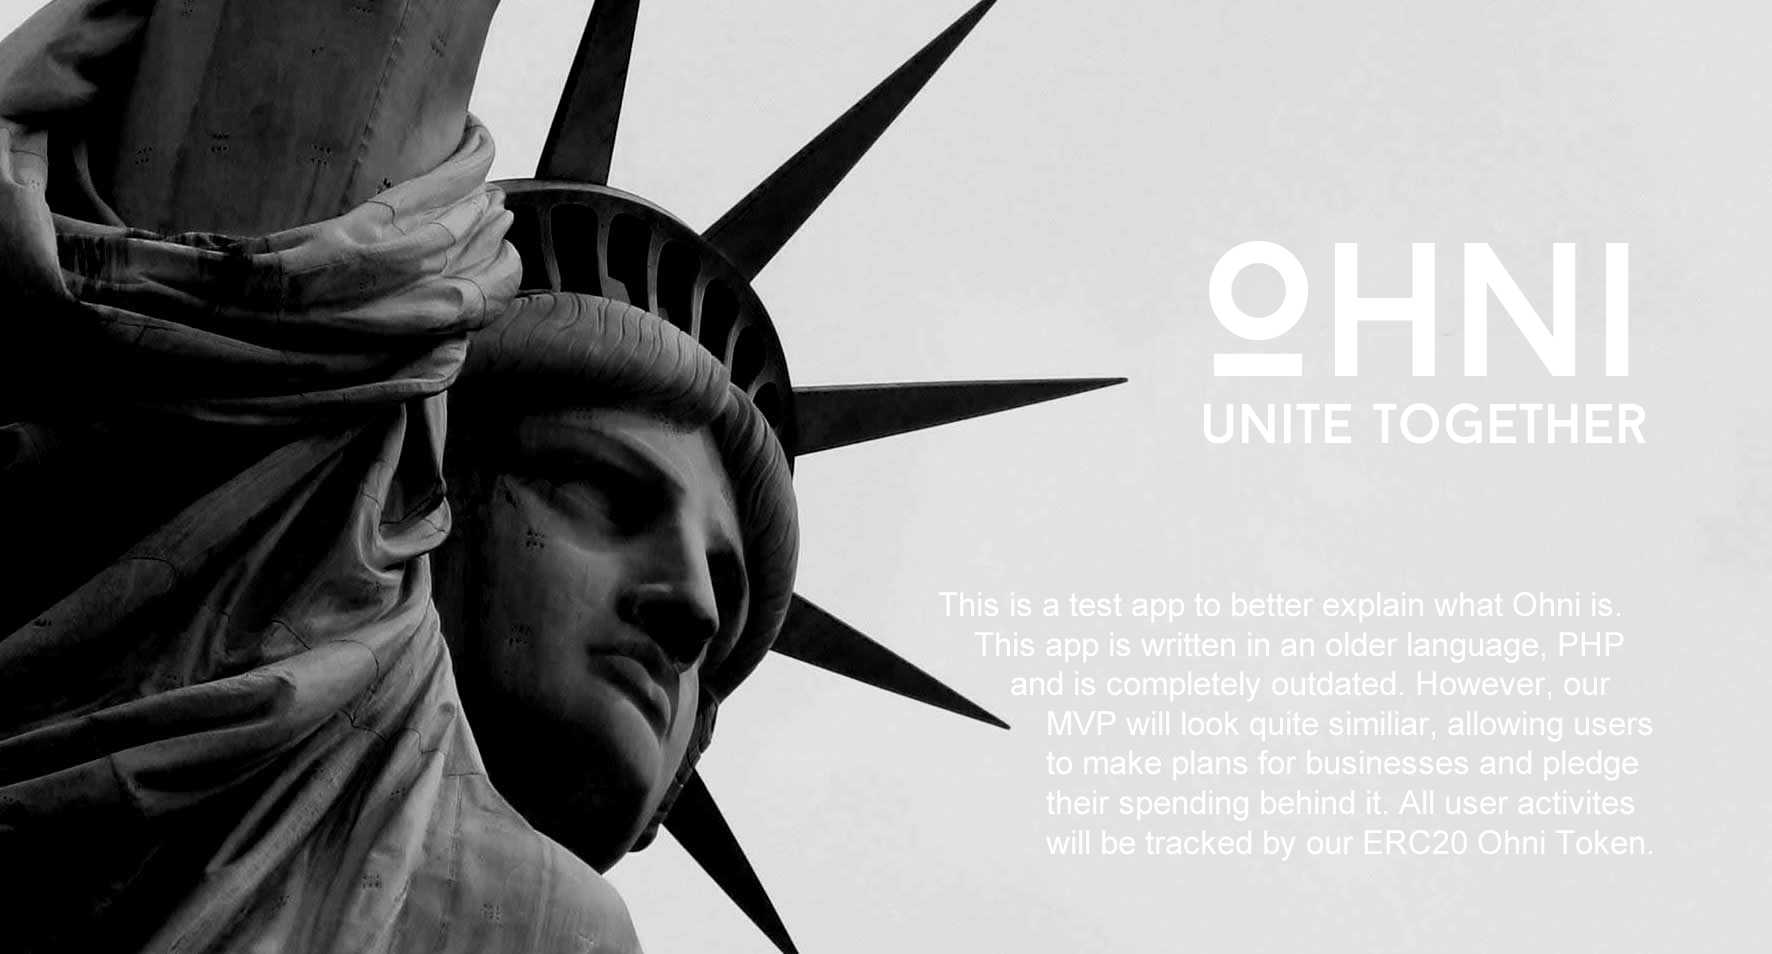 OHNI
UNITE TOGETHER
This is a test app to better explain what Ohni is.
This app is written in an older language, PHP
and is completely outdated. However, our
MVP will look quite similiar, allowing users
to make plans for businesses and pledge
their spending behind it. All user activites
will be tracked by our ERC20 Ohni Token.